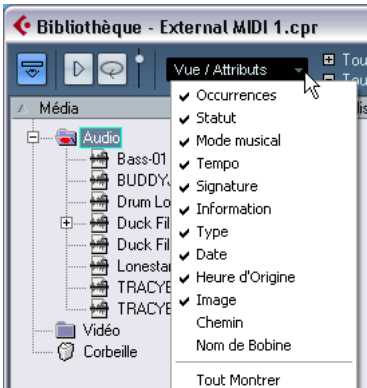 Bibliothèque - External MIDI 1.cpr
Vue / Attributs
Tou
Tou
Média
Audio
Bass-01
BUDDY
Drum Lo
Duck Fil
Duck Fil
Lonestar
TRACYE
TRACYE
Vidéo
Corbeille
Occurrences
Statut
Mode musical
Tempo
Signature
Information
Type
Date
Heure d'Origine
Image
Chemin
Nom de Bobine
Tout Montrer